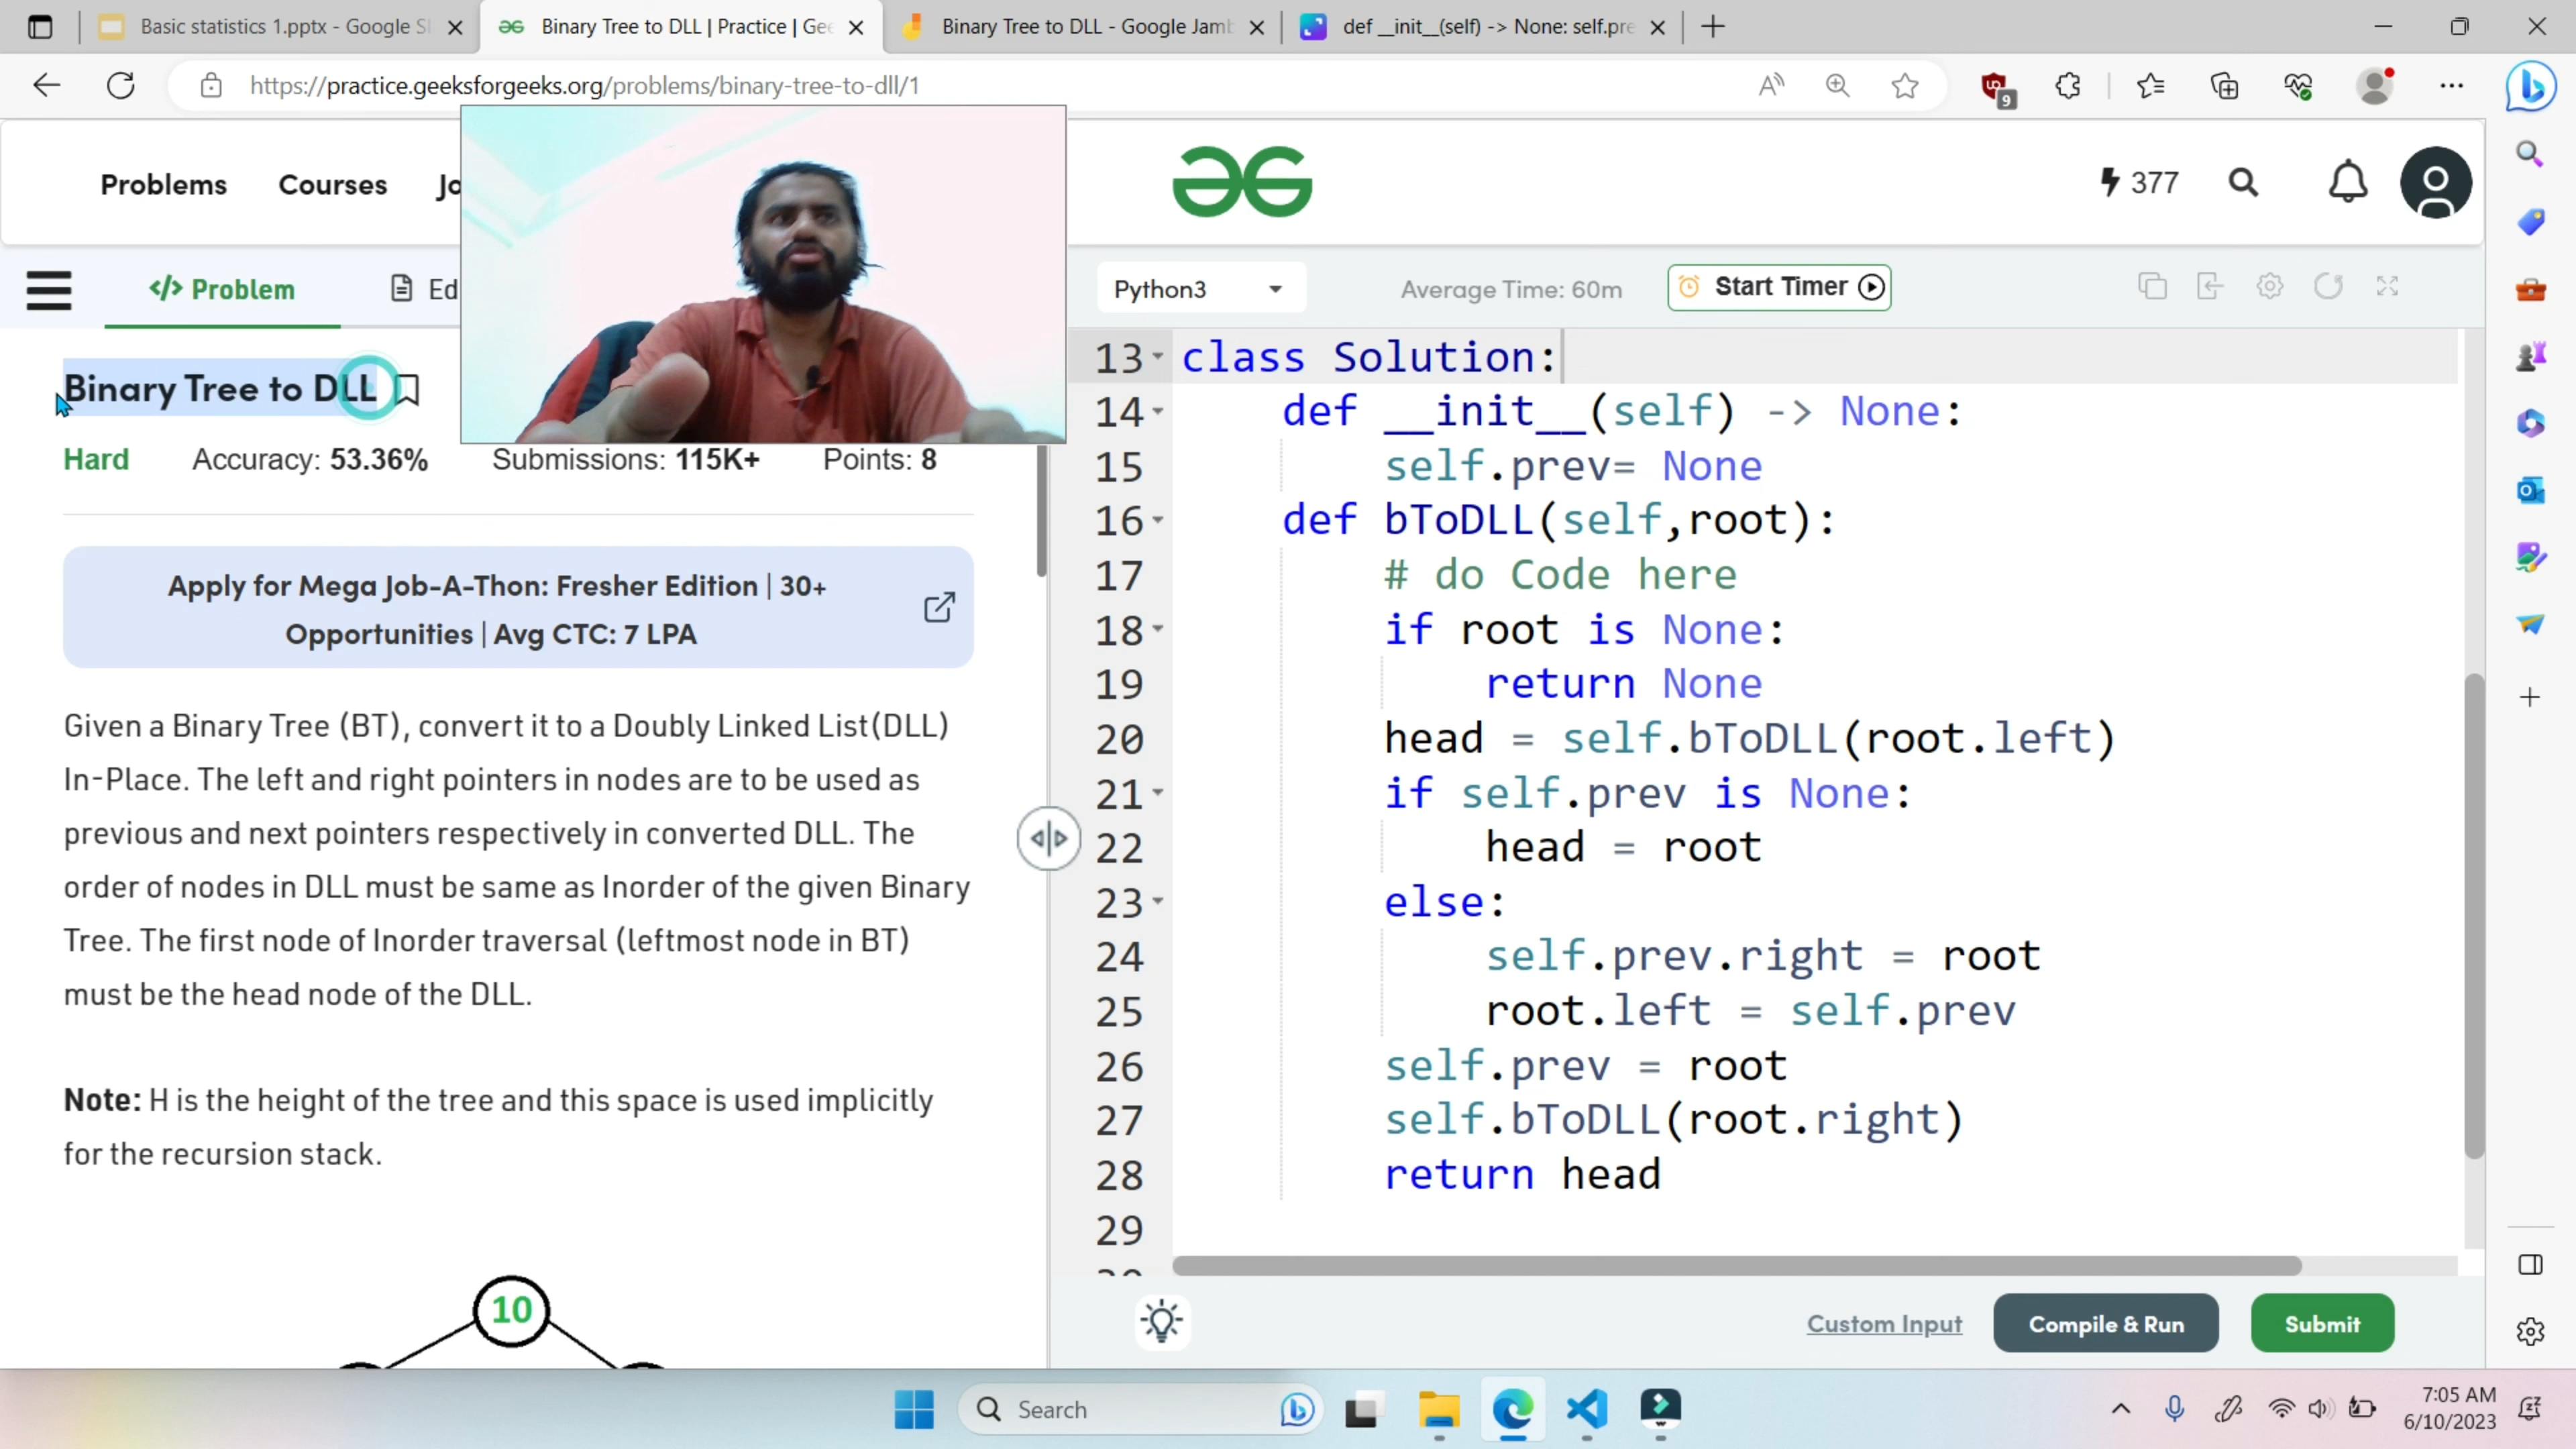 Basic statistics 1.pptx - Google Sl
Binary Tree to DLL | Practice | Gee
Binary Tree to DLL - Google Jamb
def __init__(self) -> None: self.pre
https://practice.geeksforgeeks.org/problems/binary-tree-to-dll/1
9
Problems
Courses
Jo
377
Problem
Ed
Python3
Average Time: 60m
Start Timer
Binary Tree to DLL
Hard
Accuracy: 53.36%
Submissions: 115K+
Points: 8
Apply for Mega Job-A-Thon: Fresher Edition | 30+
Opportunities | Avg CTC: 7 LPA
Given a Binary Tree (BT), convert it to a Doubly Linked List(DLL)
In-Place. The left and right pointers in nodes are to be used as
previous and next pointers respectively in converted DLL. The
order of nodes in DLL must be same as Inorder of the given Binary
Tree. The first node of Inorder traversal (leftmost node in BT)
must be the head node of the DLL.
Note: H is the height of the tree and this space is used implicitly
for the recursion stack.
10
13 class Solution:
14 def __init__(self) -> None:
15 self.prev= None
16 def bToDLL(self,root):
17 # do Code here
18 if root is None:
19 return None
20 head = self.bToDLL(root.left)
21 if self.prev is None:
22 head = root
23 else:
24 self.prev.right = root
25 root.left = self.prev
26 self.prev = root
27 self.bToDLL(root.right)
28 return head
29
Custom Input
Compile & Run
Submit
Search
7:05 AM
6/10/2023